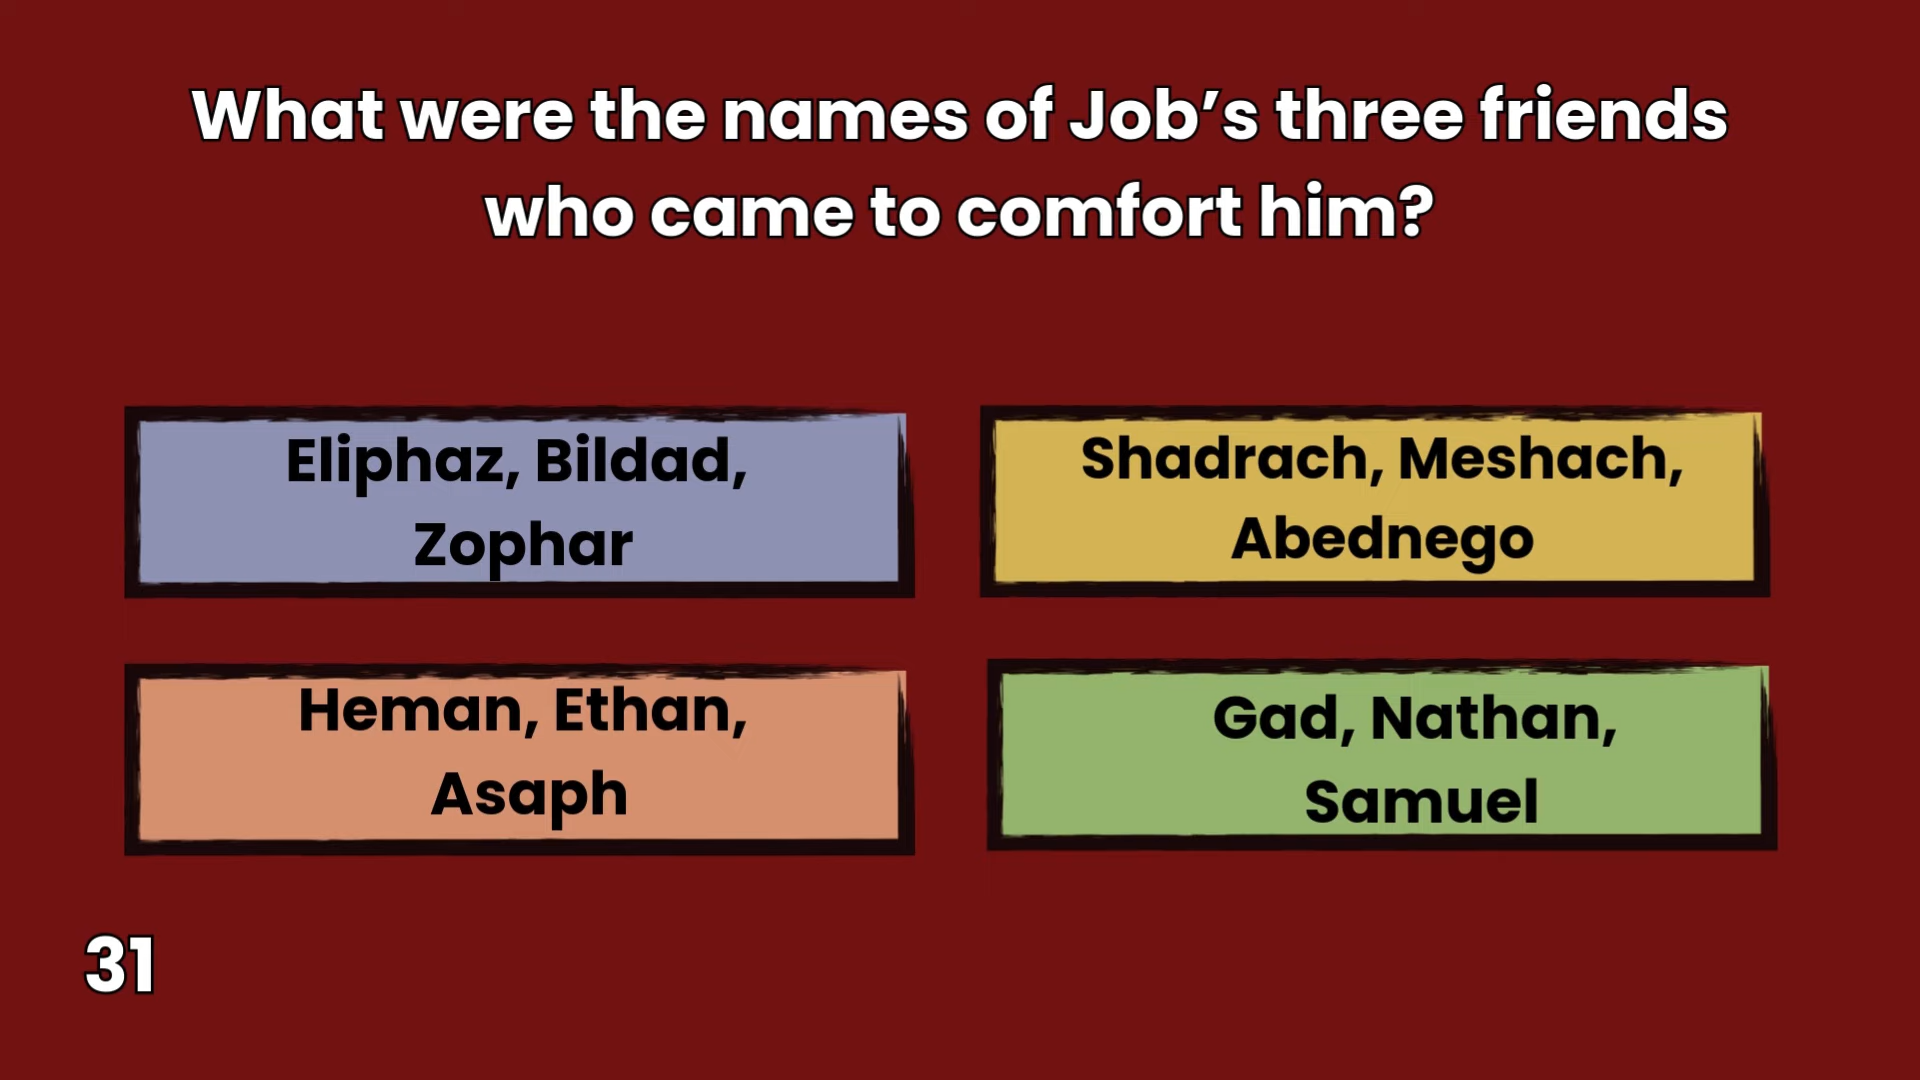 What were the names of Job’s three friends
who came to comfort him?
Eliphaz, Bildad,
Zophar
Shadrach, Meshach,
Abednego
Heman, Ethan,
Asaph
Gad, Nathan,
Samuel
31